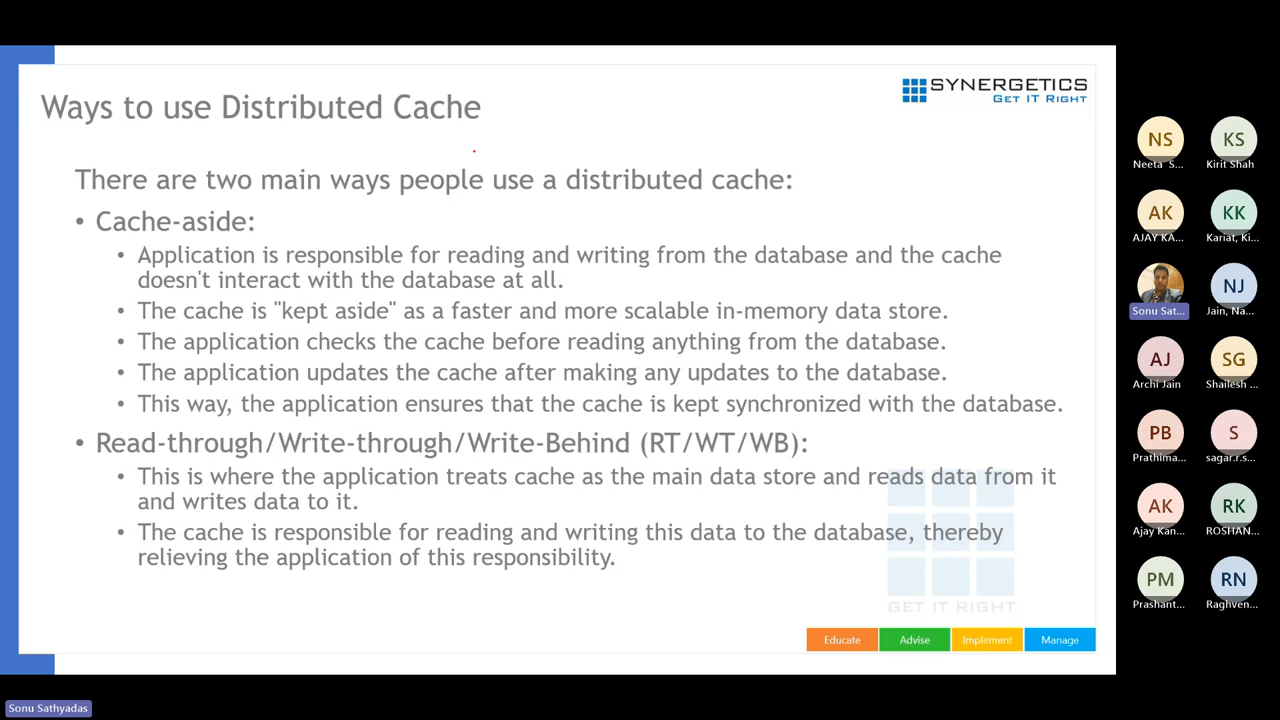 SYNERGETICS
GET IT RIGHT
Ways to use Distributed Cache
There are two main ways people use a distributed cache:
• Cache-aside:
• Application is responsible for reading and writing from the database and the cache
doesn't interact with the database at all.
• The cache is "kept aside" as a faster and more scalable in-memory data store.
• The application checks the cache before reading anything from the database.
• The application updates the cache after making any updates to the database.
• This way, the application ensures that the cache is kept synchronized with the database.
• Read-through/Write-through/Write-Behind (RT/WT/WB):
• This is where the application treats cache as the main data store and reads data from it
and writes data to it.
• The cache is responsible for reading and writing this data to the database, thereby
relieving the application of this responsibility.
GET IT RIGHT
Educate Advise Implement Manage
NS KS
Neeta S... Kirit Shah
AK KK
AJAY KA... Kariat, Ki...
NJ
Sonu Sat... Jain, Na...
AJ SG
Archi Jain Shailesh ...
PB S
Prathima... sagar.r.s...
AK RK
Ajay Kan... ROSHAN...
PM RN
Prashant... Raghven...
Sonu Sathyadas